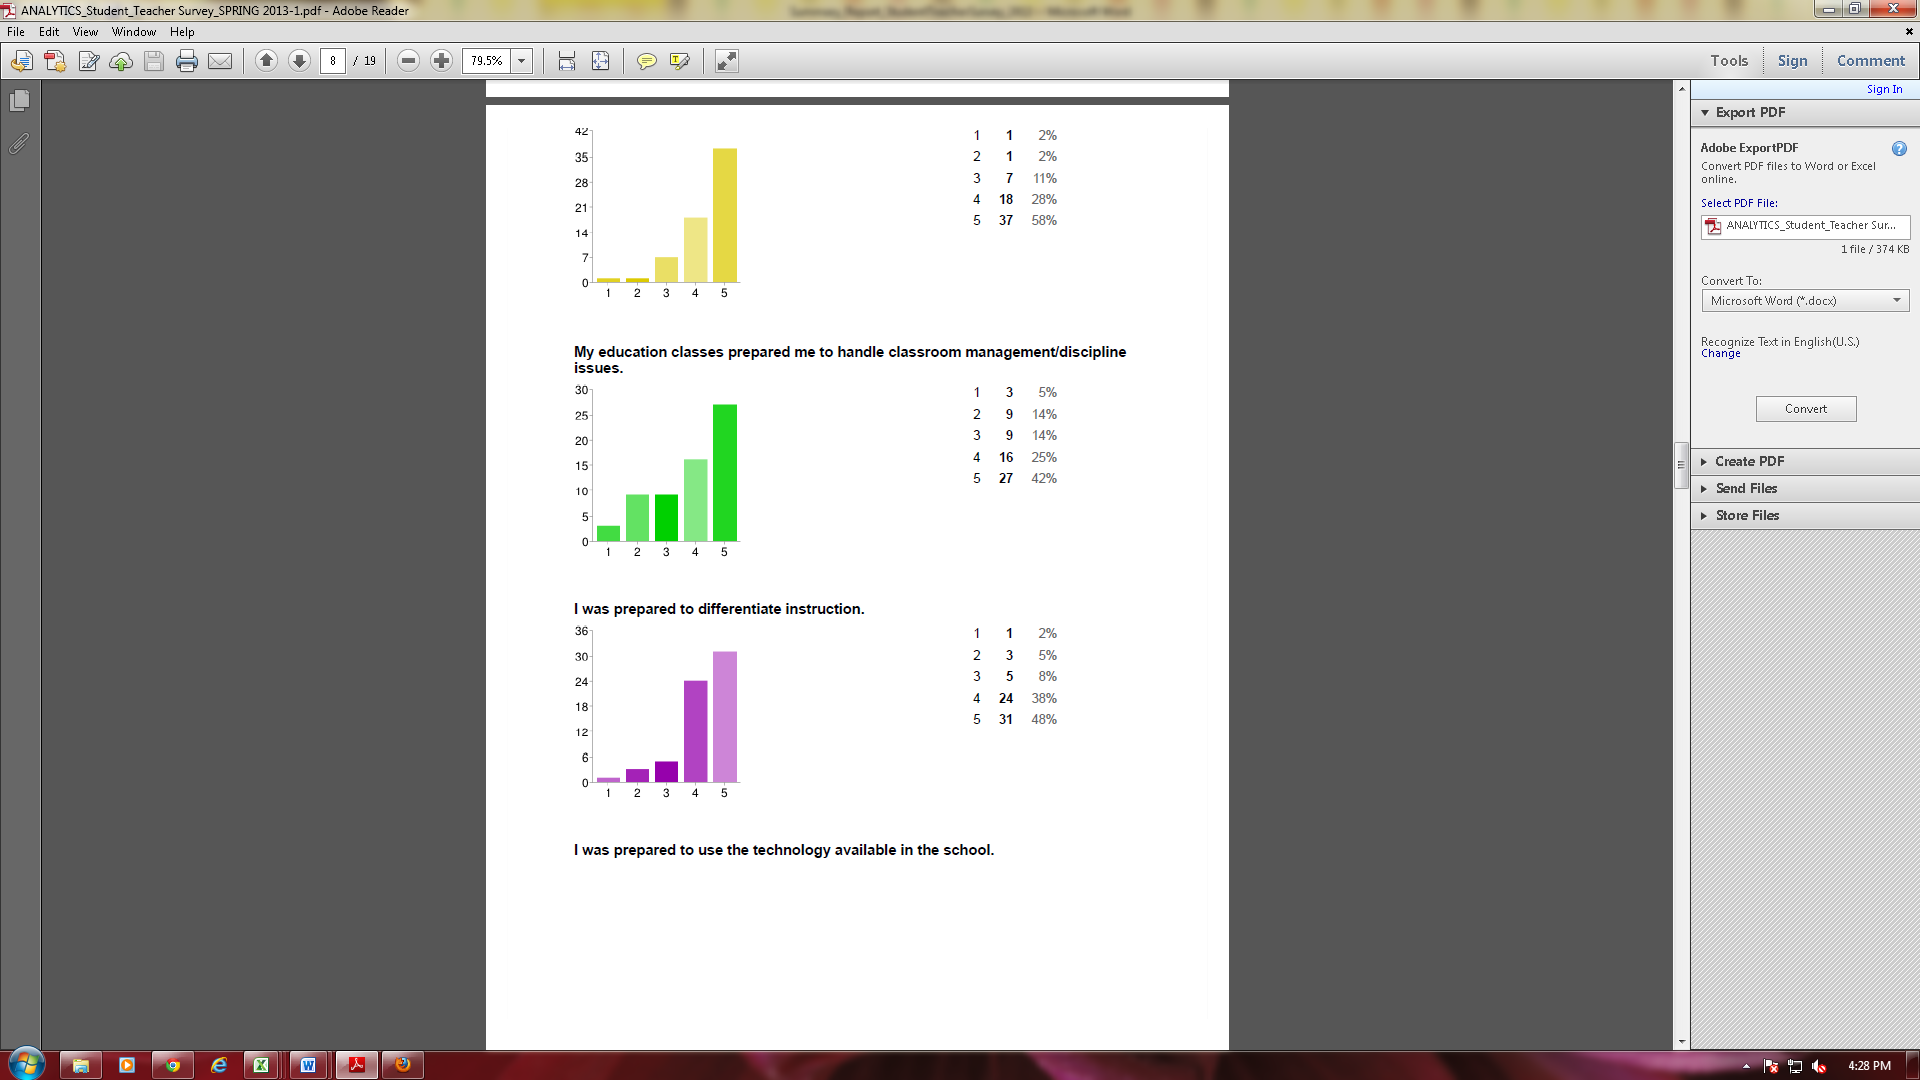 ANALYTICS_Student_Teacher Survey_SPRING 2013-1.pdf - Adobe Reader
Summary_Report_StudentTeacherSurvey_2013 - Microsoft Word
File Edit View Window Help
8 / 19 79.5% Tools Sign Comment
Sign In
Export PDF
Adobe ExportPDF
Convert PDF files to Word or Excel
online.
Select PDF File:
ANALYTICS_Student_Teacher Sur...
1 file / 374 KB
Convert To:
Microsoft Word (*.docx)
Recognize Text in English(U.S.)
Change
Convert
Create PDF
Send Files
Store Files
42
35
28
21
14
7
0
1 2 3 4 5
1 1 2%
2 1 2%
3 7 11%
4 18 28%
5 37 58%
My education classes prepared me to handle classroom management/discipline
issues.
30
25
20
15
10
5
0
1 2 3 4 5
1 3 5%
2 9 14%
3 9 14%
4 16 25%
5 27 42%
I was prepared to differentiate instruction.
36
30
24
18
12
6
0
1 2 3 4 5
1 1 2%
2 3 5%
3 5 8%
4 24 38%
5 31 48%
I was prepared to use the technology available in the school.
4:28 PM